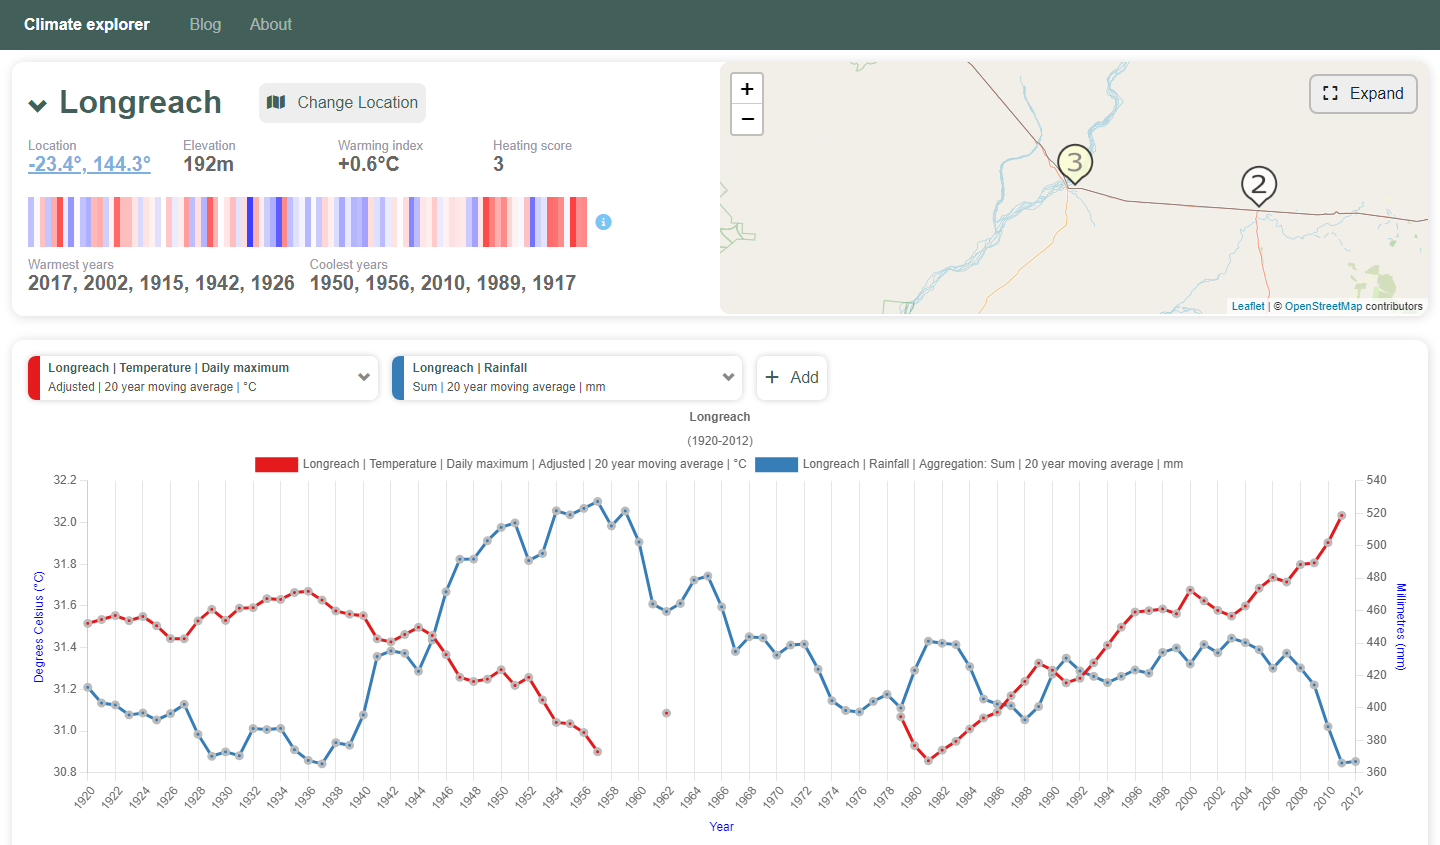 Climate explorer Blog About
Longreach
Change Location
Location Elevation Warming index Heating score
-23.4°, 144.3° 192m +0.6°C 3
i
Warmest years Coolest years
2017, 2002, 1915, 1942, 1926 1950, 1956, 2010, 1989, 1917
+
−
Expand
3
2
Leaflet | © OpenStreetMap contributors
Longreach | Temperature | Daily maximum
Adjusted | 20 year moving average | °C
Longreach | Rainfall
Sum | 20 year moving average | mm
+ Add
Longreach
(1920-2012)
Longreach | Temperature | Daily maximum | Adjusted | 20 year moving average | °C
Longreach | Rainfall | Aggregation: Sum | 20 year moving average | mm
Degrees Celsius (°C)
32.2
32.0
31.8
31.6
31.4
31.2
31.0
30.8
540
520
500
480
460
440
420
400
380
360
Millimetres (mm)
1920 1922 1924 1926 1928 1930 1932 1934 1936 1938 1940 1942 1944 1946 1948 1950 1952 1954 1956 1958 1960 1962 1964 1966 1968 1970 1972 1974 1976 1978 1980 1982 1984 1986 1988 1990 1992 1994 1996 1998 2000 2002 2004 2006 2008 2010 2012
Year